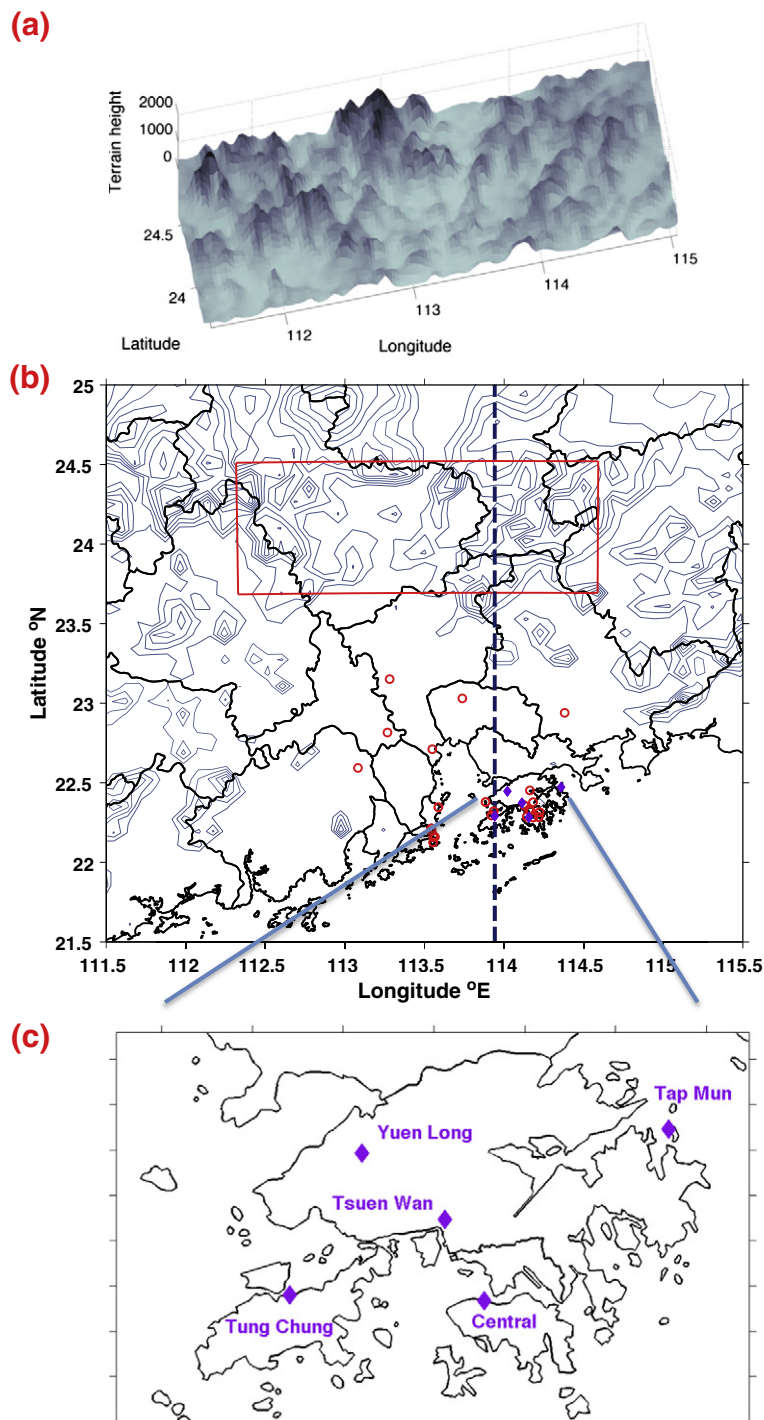 (a)
2000
1000
0
Terrain height
24.5
24
115
114
113
112
Latitude
Longitude
(b)
25
24.5
24
23.5
23
22.5
22
21.5
Latitude ºN
111.5 112 112.5 113 113.5 114 114.5 115 115.5
Longitude ºE
(c)
Tap Mun
Yuen Long
Tsuen Wan
Tung Chung
Central